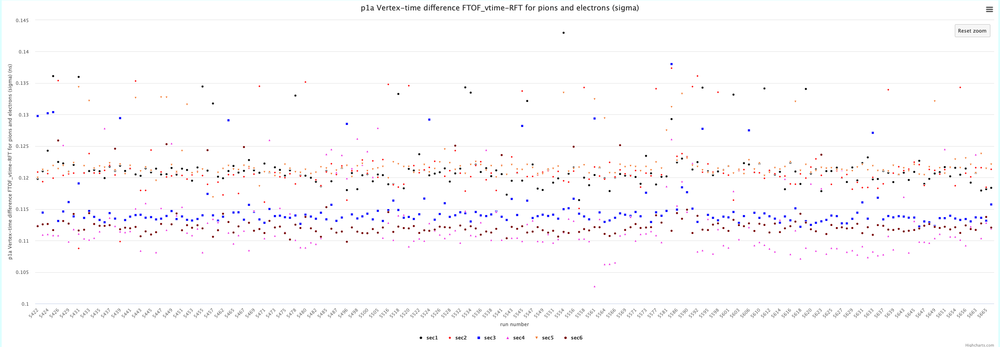 p1a Vertex-time difference FTOF_vtime-RFT for pions and electrons (sigma)
Reset zoom
p1a Vertex-time difference FTOF_vtime-RFT for pions and electrons (sigma) (ns)
0.145
0.14
0.135
0.13
0.125
0.12
0.115
0.11
0.105
0.1
5422 5424 5426 5429 5431 5433 5435 5437 5439 5441 5443 5445 5447 5449 5451 5453 5455 5457 5462 5465 5467 5469 5471 5473 5475 5478 5480 5482 5485 5487 5496 5498 5500 5505 5516 5518 5520 5522 5524 5526 5528 5532 5534 5536 5538 5541 5543 5545 5547 5549 5551 5554 5556 5558 5561 5564 5566 5569 5571 5573 5577 5581 5586 5590 5592 5595 5598 5601 5603 5606 5610 5612 5614 5616 5618 5620 5623 5625 5627 5629 5631 5633 5637 5639 5643 5645 5647 5649 5651 5654 5656 5663 5665
run number
sec1 sec2 sec3 sec4 sec5 sec6
Highcharts.com